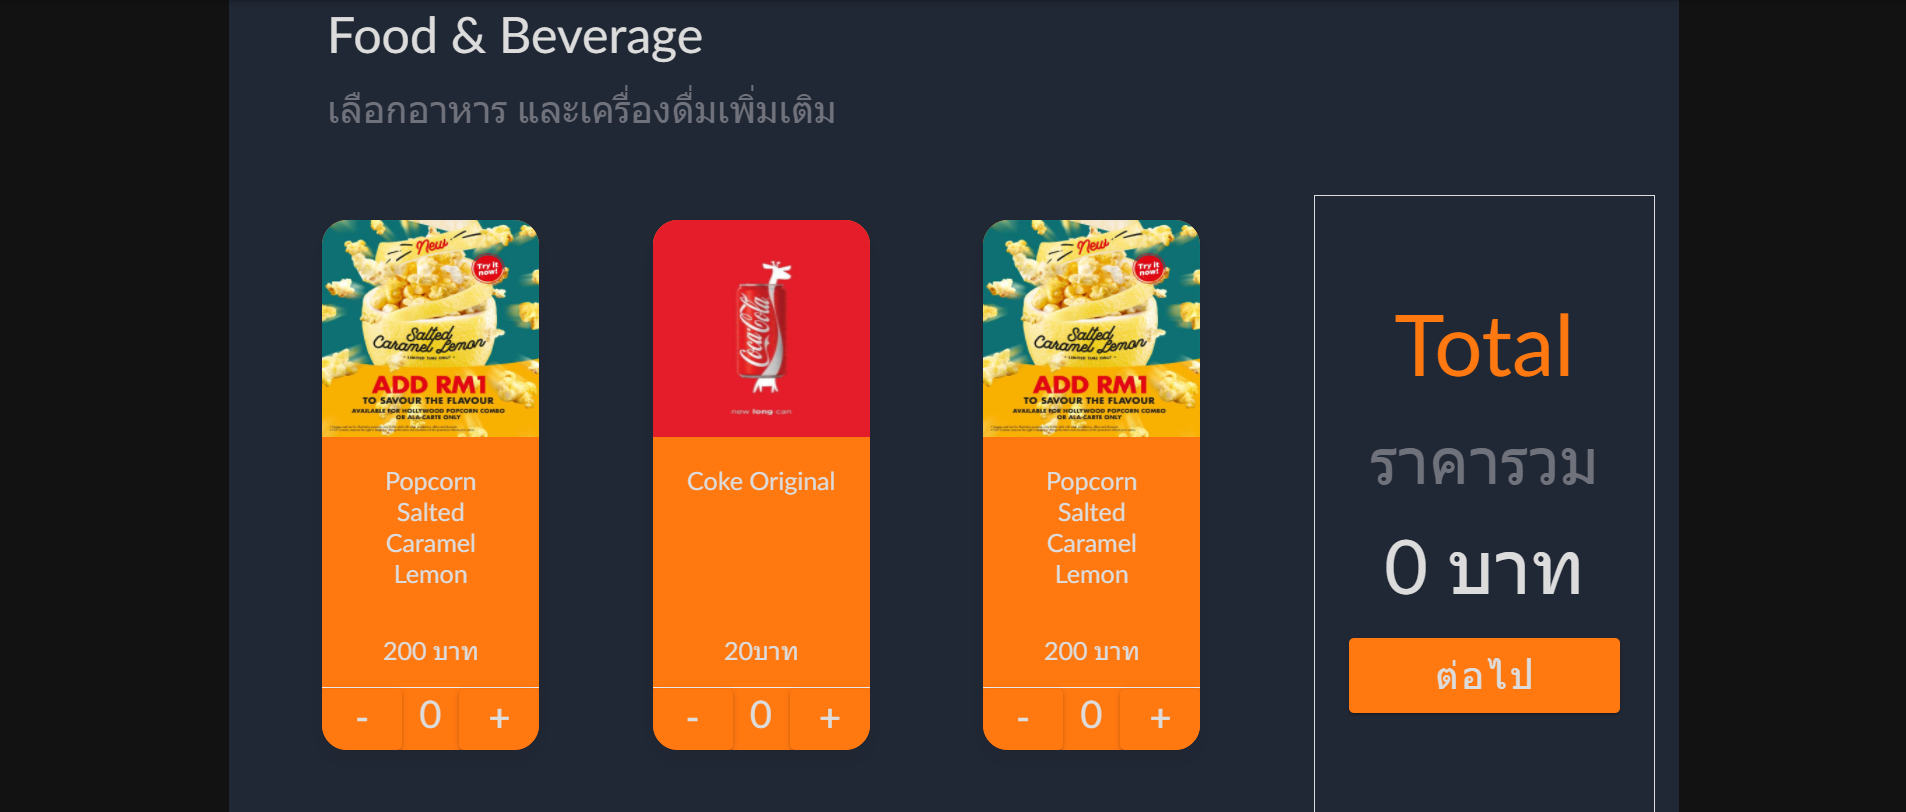 Food & Beverage
เลือกอาหาร และเครื่องดื่มเพิ่มเติม
New
Try it
now!
Salted
Caramel Lemon
• LIMITED TIME ONLY •
ADD RM1
TO SAVOUR THE FLAVOUR
AVAILABLE FOR HOLLYWOOD POPCORN COMBO
OR ALA-CARTE ONLY
Popcorn
Salted
Caramel
Lemon
200 บาท
- 0 +
Coca-Cola
new long can
Coke Original
20บาท
- 0 +
New
Try it
now!
Salted
Caramel Lemon
• LIMITED TIME ONLY •
ADD RM1
TO SAVOUR THE FLAVOUR
AVAILABLE FOR HOLLYWOOD POPCORN COMBO
OR ALA-CARTE ONLY
Popcorn
Salted
Caramel
Lemon
200 บาท
- 0 +
Total
ราคารวม
0 บาท
ต่อไป